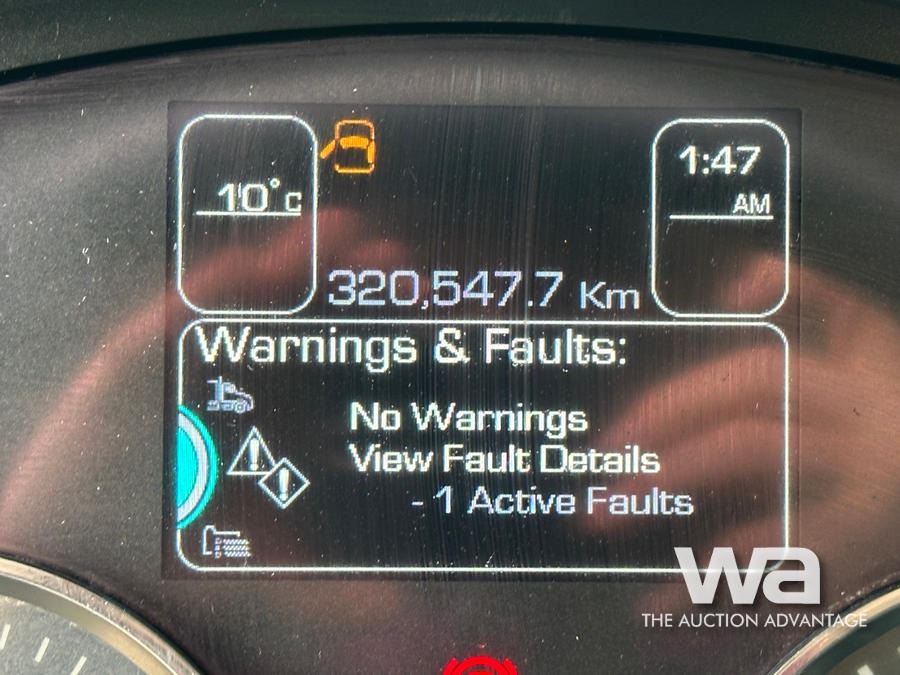 10°C
1:47
AM
320,547.7 Km
Warnings & Faults:
No Warnings
View Fault Details
- 1 Active Faults
wa
THE AUCTION ADVANTAGE